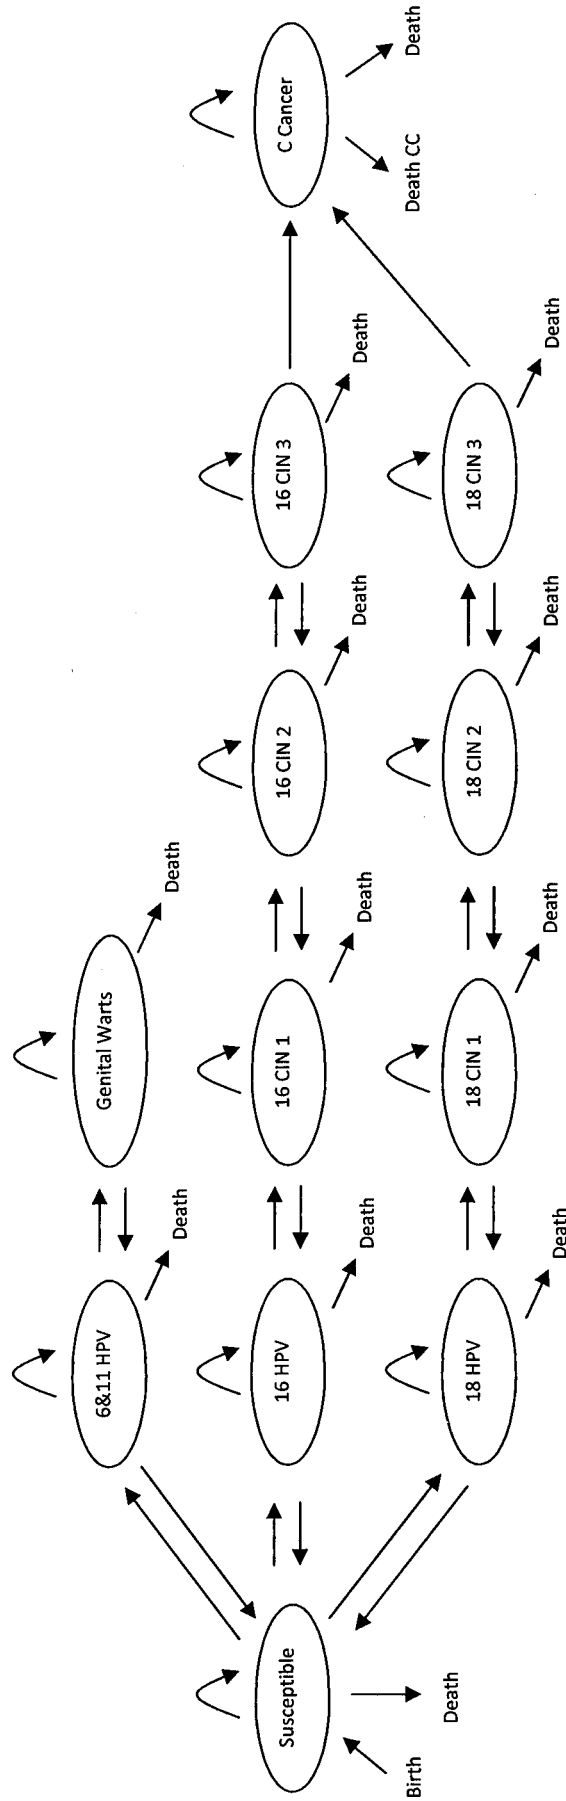 6&11 HPV
Death
Genital Warts
Death
Susceptible
Birth
Death
16 HPV
Death
16 CIN 1
Death
16 CIN 2
Death
16 CIN 3
Death
C Cancer
Death CC
Death
18 HPV
Death
18 CIN 1
Death
18 CIN 2
Death
18 CIN 3
Death